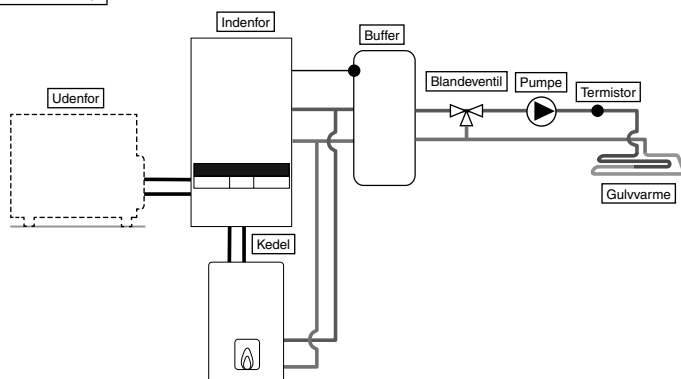 Indenfor
Buffer
Blandeventil
Pumpe
Termistor
Udenfor
Gulvvarme
Kedel